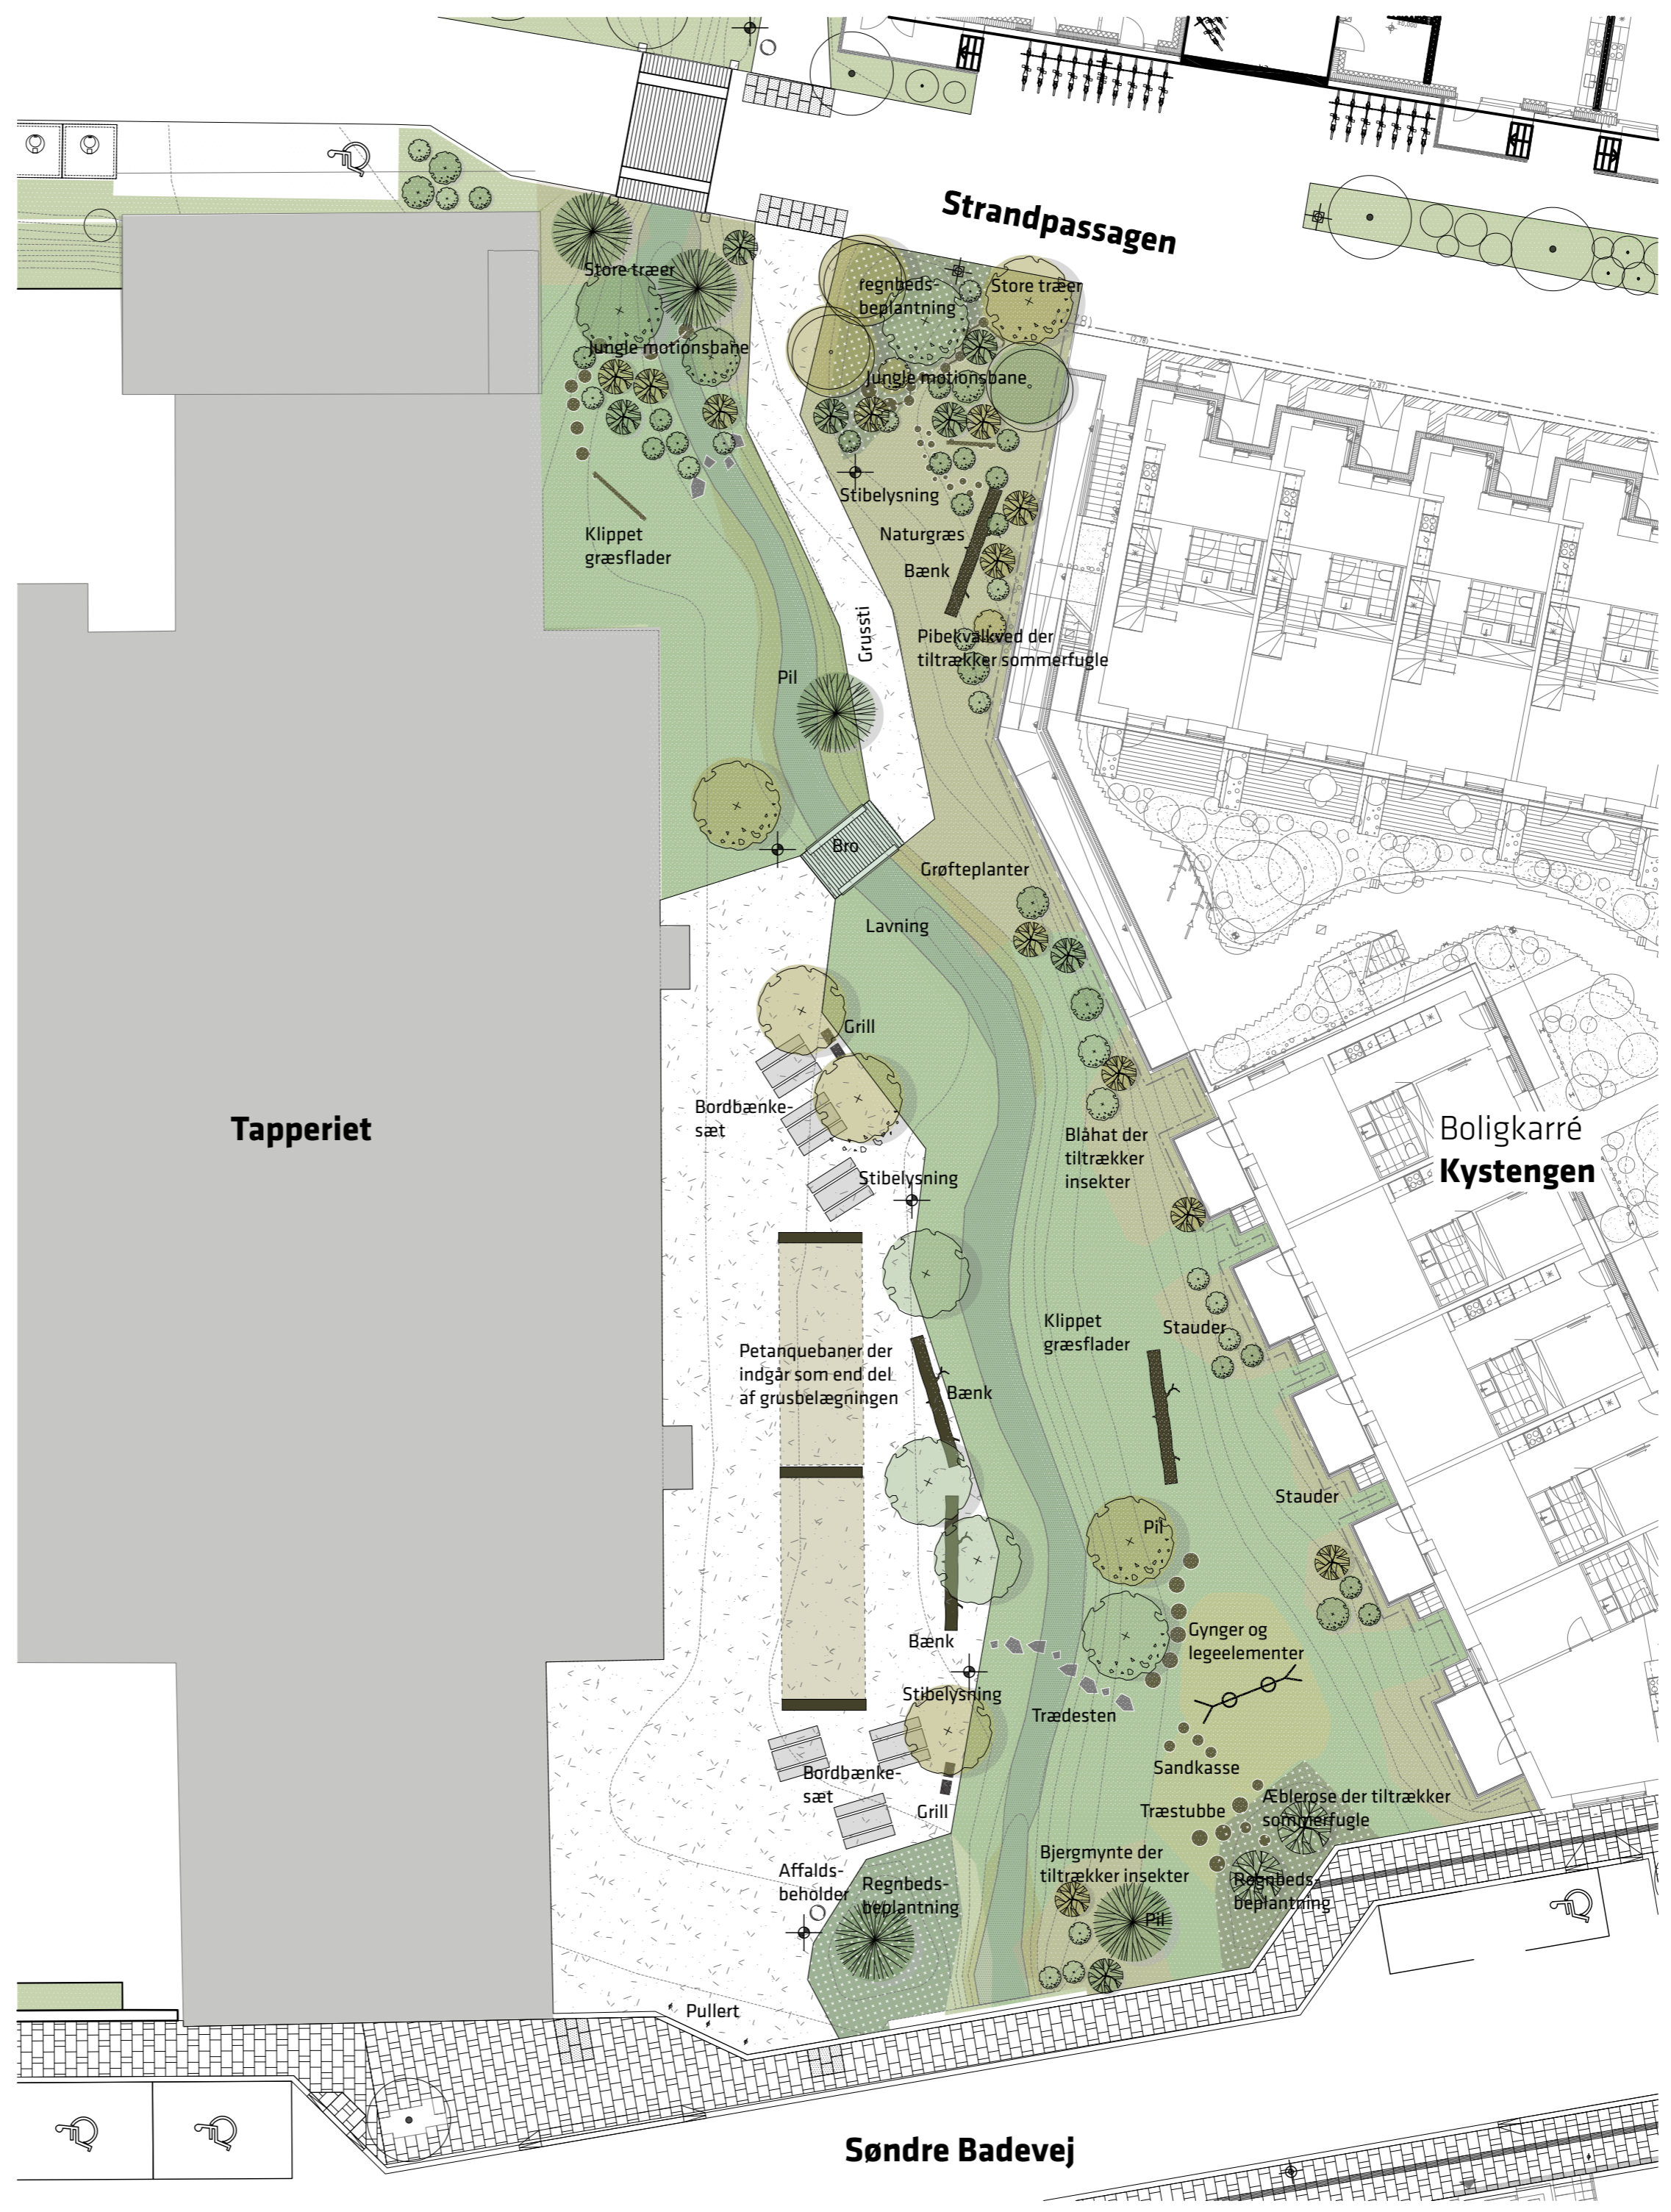 Strandpassagen
Store træer
regnbeds-
beplantning
Store træer
Jungle motionsbane
Jungle motionsbane
(2,76)
(2,87)
Stibelysning
Klippet
græsflader
Naturgræs
Bænk
Grussti
Pibekvalkved der
tiltrækker sommerfugle
Pil
Bro
Grøfteplanter
Lavning
Grill
Bordbænke-
sæt
Tapperiet
Blåhat der
tiltrækker
insekter
Boligkarré
Kystengen
Stibelysning
Klippet
græsflader
Stauder
Petanquebaner der
indgår som end del
af grusbelægningen
Bænk
Stauder
Pil
Bænk
Gynger og
legeelementer
Stibelysning
Trædesten
Sandkasse
Bordbænke-
sæt
Grill
Træstubbe
Æblerose der tiltrækker
sommerfugle
Bjergmynte der
tiltrækker insekter
Affalds-
beholder
Regnbeds-
beplantning
Regnbeds-
beplantning
Pil
Pullert
Søndre Badevej